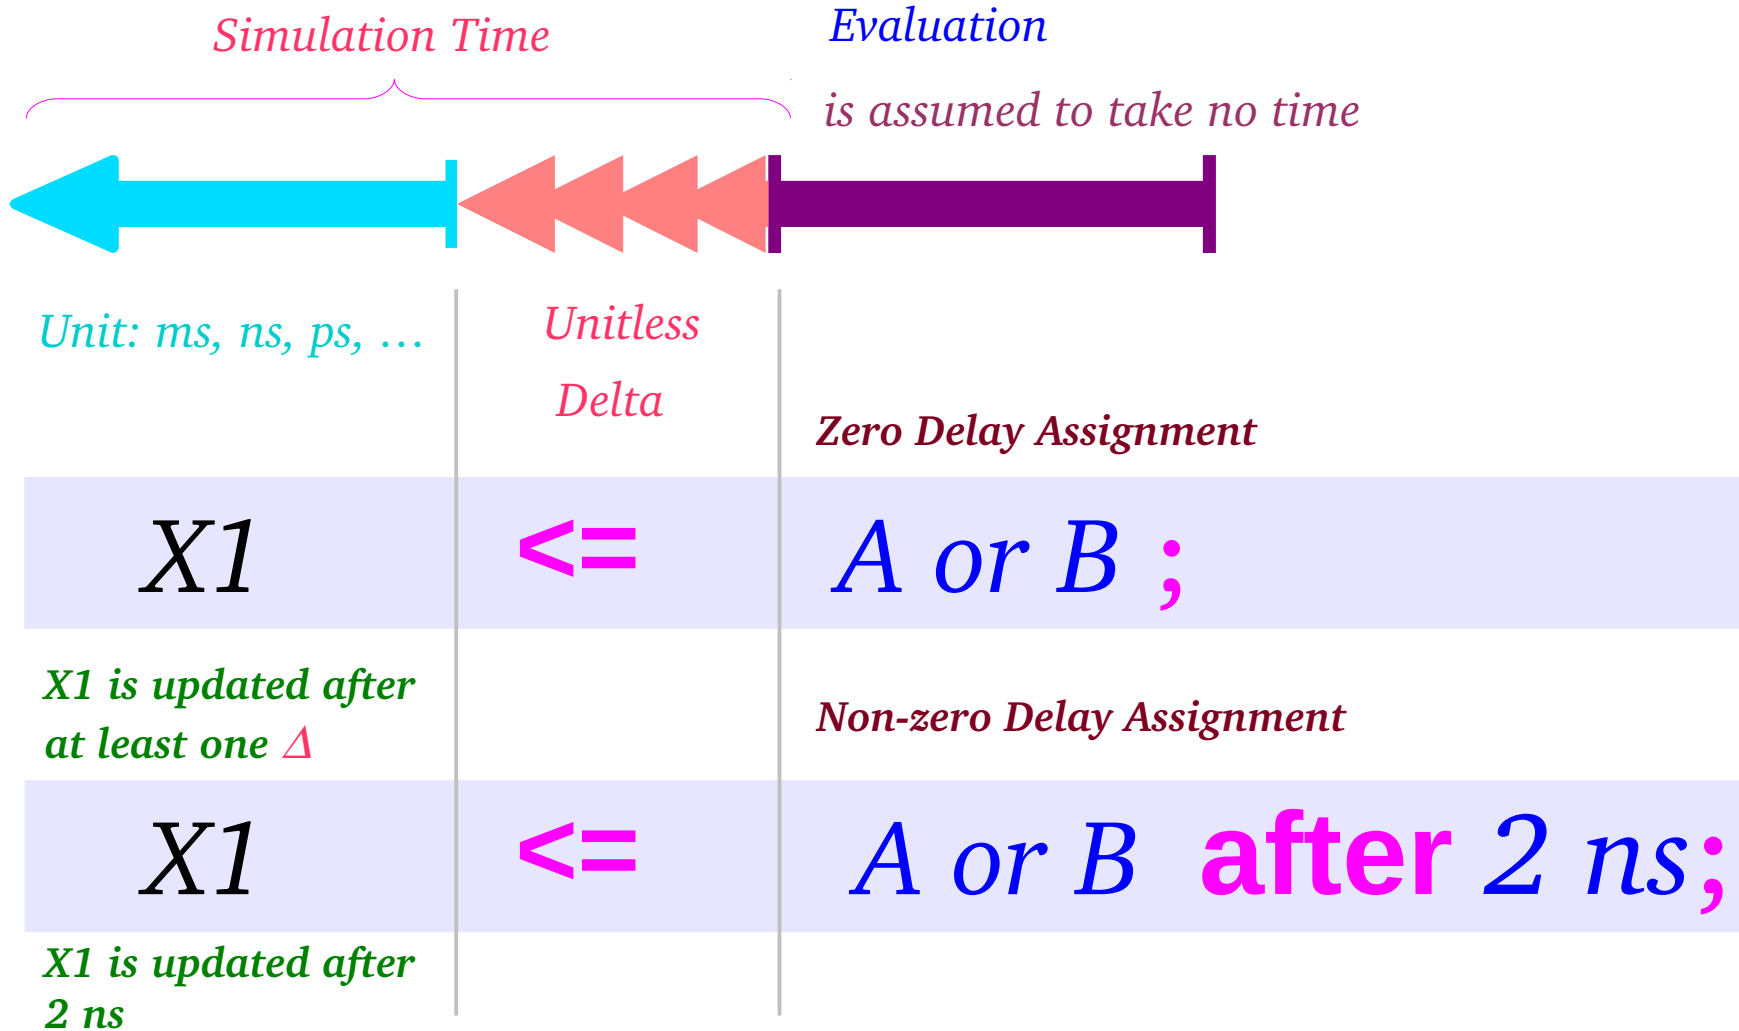 Simulation Time
Evaluation
is assumed to take no time
Unit: ms, ns, ps, …
Unitless
Delta
Zero Delay Assignment
X1 <= A or B ;
X1 is updated after
at least one Δ
Non-zero Delay Assignment
X1 <= A or B after 2 ns;
X1 is updated after
2 ns